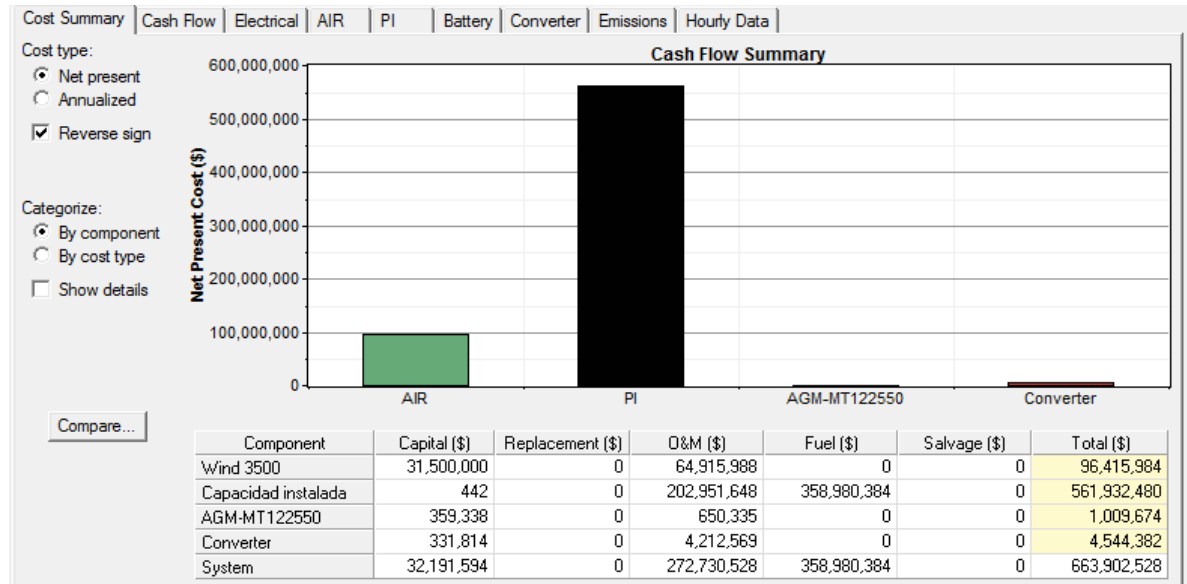 Cost Summary Cash Flow Electrical AIR PI Battery Converter Emissions Hourly Data
Cost type:
Net present
Annualized
Reverse sign
Categorize:
By component
By cost type
Show details
Compare...
Cash Flow Summary
Net Present Cost ($)
600,000,000
500,000,000
400,000,000
300,000,000
200,000,000
100,000,000
0
AIR PI AGM-MT122550 Converter
Component Capital ($) Replacement ($) O&M ($) Fuel ($) Salvage ($) Total ($)
Wind 3500 31,500,000 0 64,915,988 0 0 96,415,984
Capacidad instalada 442 0 202,951,648 358,980,384 0 561,932,480
AGM-MT122550 359,338 0 650,335 0 0 1,009,674
Converter 331,814 0 4,212,569 0 0 4,544,382
System 32,191,594 0 272,730,528 358,980,384 0 663,902,528